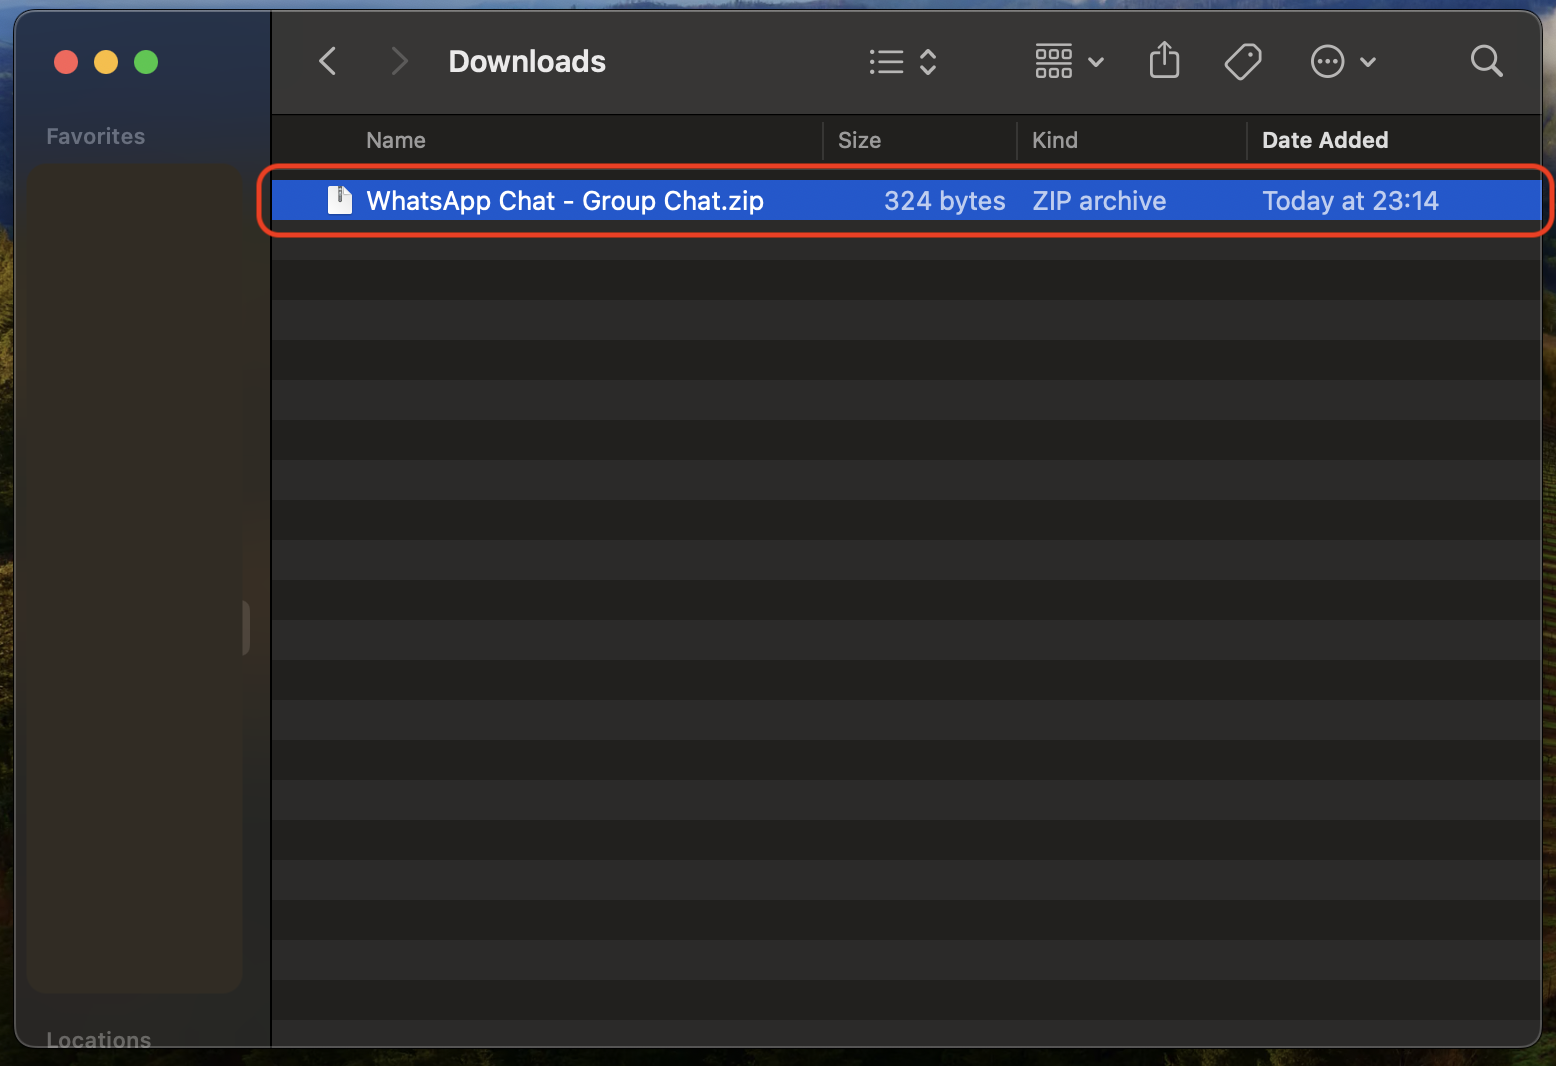 Downloads
Favorites
Name Size Kind Date Added
WhatsApp Chat - Group Chat.zip 324 bytes ZIP archive Today at 23:14
Locations